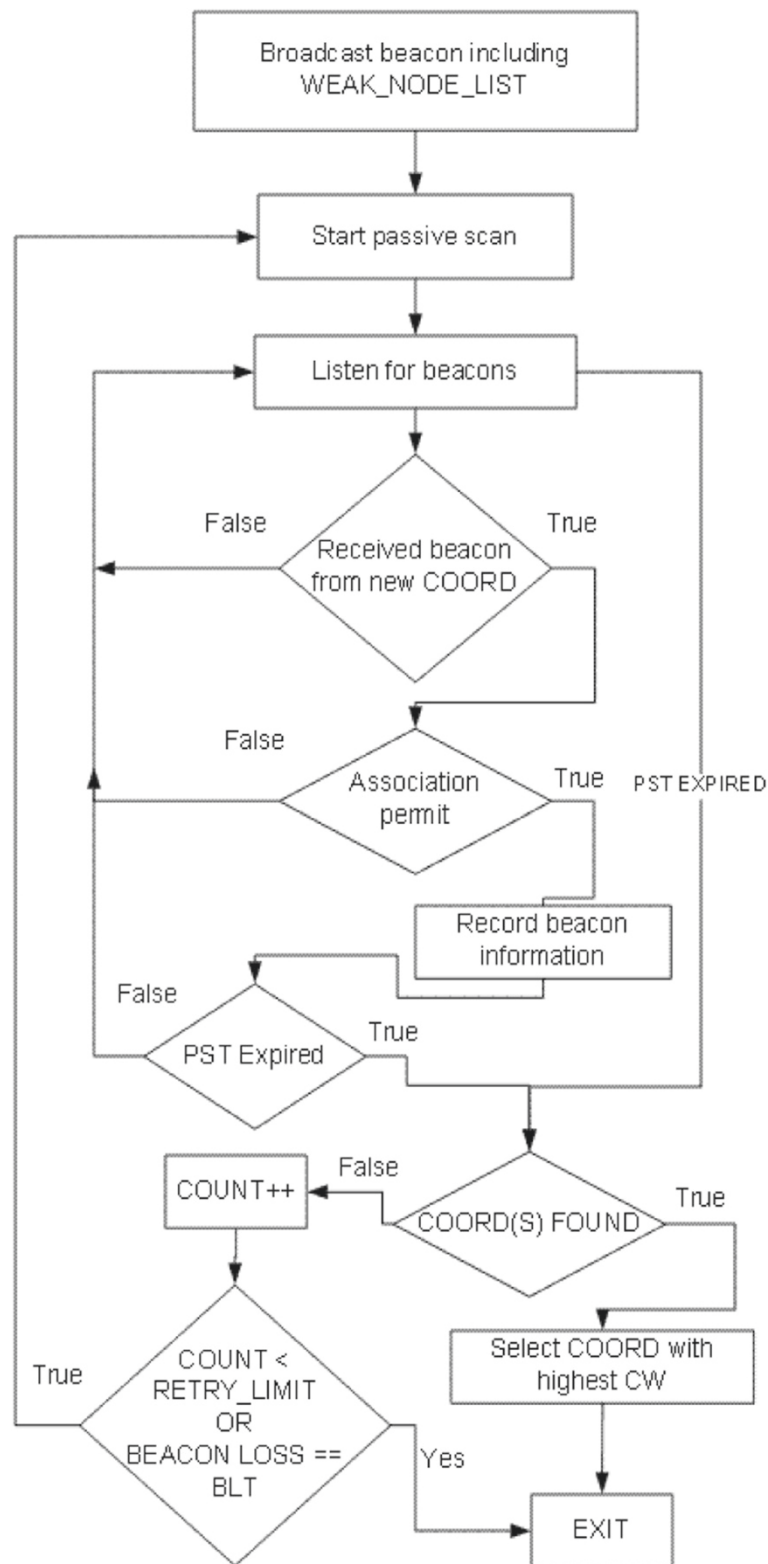 Broadcast beacon including
WEAK_NODE_LIST
Start passive scan
Listen for beacons
False
True
Received beacon
from new COORD
False
Association
permit
True
PST EXPIRED
Record beacon
information
False
PST Expired
True
COUNT++
False
COORD(S) FOUND
True
Select COORD with
highest CW
True
COUNT <
RETRY_LIMIT
OR
BEACON LOSS ==
BLT
Yes
EXIT